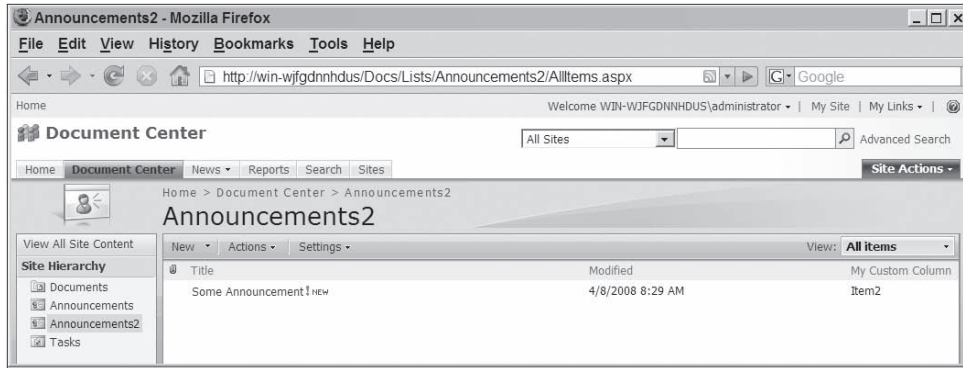 Announcements2 - Mozilla Firefox
File Edit View History Bookmarks Tools Help
http://win-wjfgdnnhdus/Docs/Lists/Announcements2/AllItems.aspx
G Google
Home
Welcome WIN-WJFGDNNHDUS\administrator | My Site | My Links |
Document Center
All Sites
Advanced Search
Home Document Center News Reports Search Sites
Site Actions
Home > Document Center > Announcements2
Announcements2
View All Site Content
New Actions Settings
View: All items
Site Hierarchy
Title Modified My Custom Column
Documents
Some Announcement ! NEW 4/8/2008 8:29 AM Item2
Announcements
Announcements2
Tasks